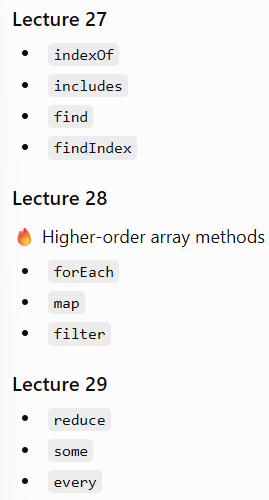 Lecture 27
indexOf
includes
find
findIndex
Lecture 28
🔥 Higher-order array methods
forEach
map
filter
Lecture 29
reduce
some
every